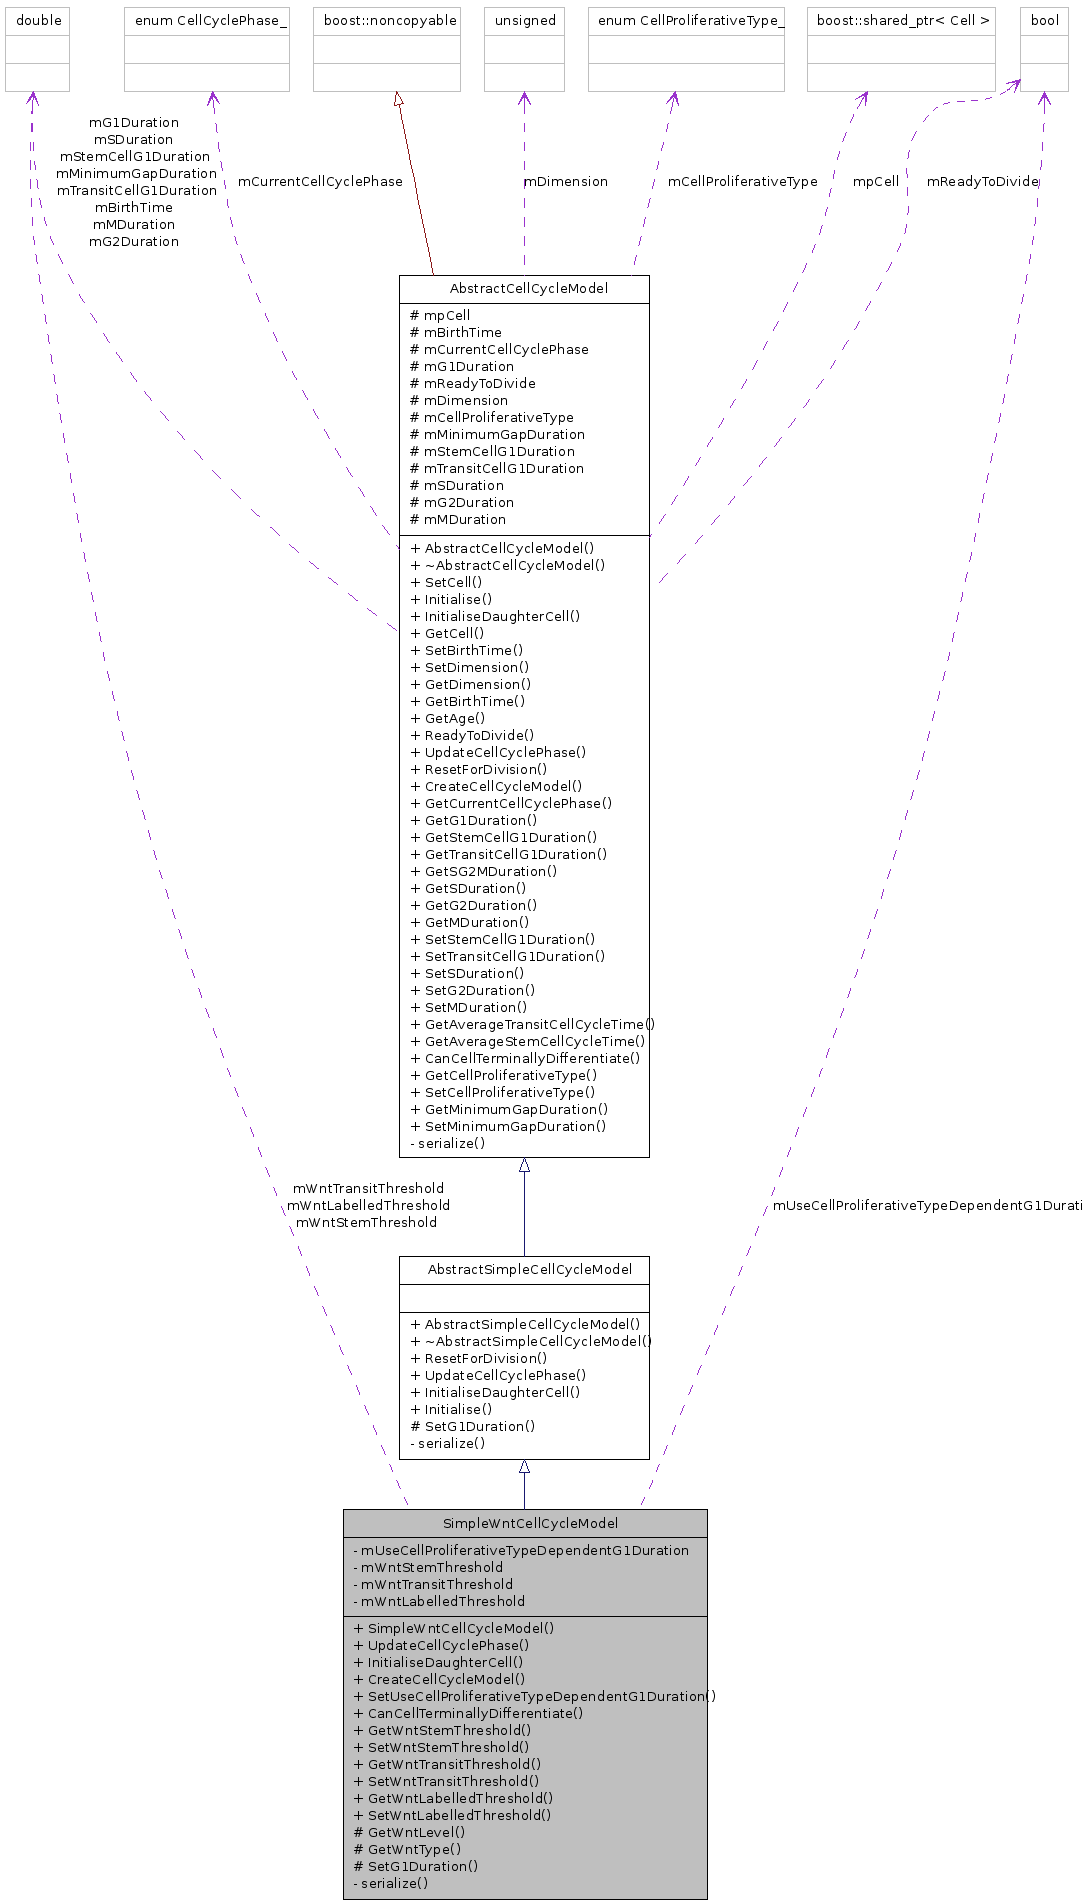 double
enum CellCyclePhase_
boost::noncopyable
unsigned
enum CellProliferativeType_
boost::shared_ptr< Cell >
bool
mG1Duration
mSDuration
mStemCellG1Duration
mMinimumGapDuration
mTransitCellG1Duration
mBirthTime
mMDuration
mG2Duration
mCurrentCellCyclePhase
mDimension
mCellProliferativeType
mpCell
mReadyToDivide
AbstractCellCycleModel
# mpCell
# mBirthTime
# mCurrentCellCyclePhase
# mG1Duration
# mReadyToDivide
# mDimension
# mCellProliferativeType
# mMinimumGapDuration
# mStemCellG1Duration
# mTransitCellG1Duration
# mSDuration
# mG2Duration
# mMDuration
+ AbstractCellCycleModel()
+ ~AbstractCellCycleModel()
+ SetCell()
+ Initialise()
+ InitialiseDaughterCell()
+ GetCell()
+ SetBirthTime()
+ SetDimension()
+ GetDimension()
+ GetBirthTime()
+ GetAge()
+ ReadyToDivide()
+ UpdateCellCyclePhase()
+ ResetForDivision()
+ CreateCellCycleModel()
+ GetCurrentCellCyclePhase()
+ GetG1Duration()
+ GetStemCellG1Duration()
+ GetTransitCellG1Duration()
+ GetSG2MDuration()
+ GetSDuration()
+ GetG2Duration()
+ GetMDuration()
+ SetStemCellG1Duration()
+ SetTransitCellG1Duration()
+ SetSDuration()
+ SetG2Duration()
+ SetMDuration()
+ GetAverageTransitCellCycleTime()
+ GetAverageStemCellCycleTime()
+ CanCellTerminallyDifferentiate()
+ GetCellProliferativeType()
+ SetCellProliferativeType()
+ GetMinimumGapDuration()
+ SetMinimumGapDuration()
- serialize()
mWntTransitThreshold
mWntLabelledThreshold
mWntStemThreshold
mUseCellProliferativeTypeDependentG1Durati
AbstractSimpleCellCycleModel
+ AbstractSimpleCellCycleModel()
+ ~AbstractSimpleCellCycleModel()
+ ResetForDivision()
+ UpdateCellCyclePhase()
+ InitialiseDaughterCell()
+ Initialise()
# SetG1Duration()
- serialize()
SimpleWntCellCycleModel
- mUseCellProliferativeTypeDependentG1Duration
- mWntStemThreshold
- mWntTransitThreshold
- mWntLabelledThreshold
+ SimpleWntCellCycleModel()
+ UpdateCellCyclePhase()
+ InitialiseDaughterCell()
+ CreateCellCycleModel()
+ SetUseCellProliferativeTypeDependentG1Duration()
+ CanCellTerminallyDifferentiate()
+ GetWntStemThreshold()
+ SetWntStemThreshold()
+ GetWntTransitThreshold()
+ SetWntTransitThreshold()
+ GetWntLabelledThreshold()
+ SetWntLabelledThreshold()
# GetWntLevel()
# GetWntType()
# SetG1Duration()
- serialize()